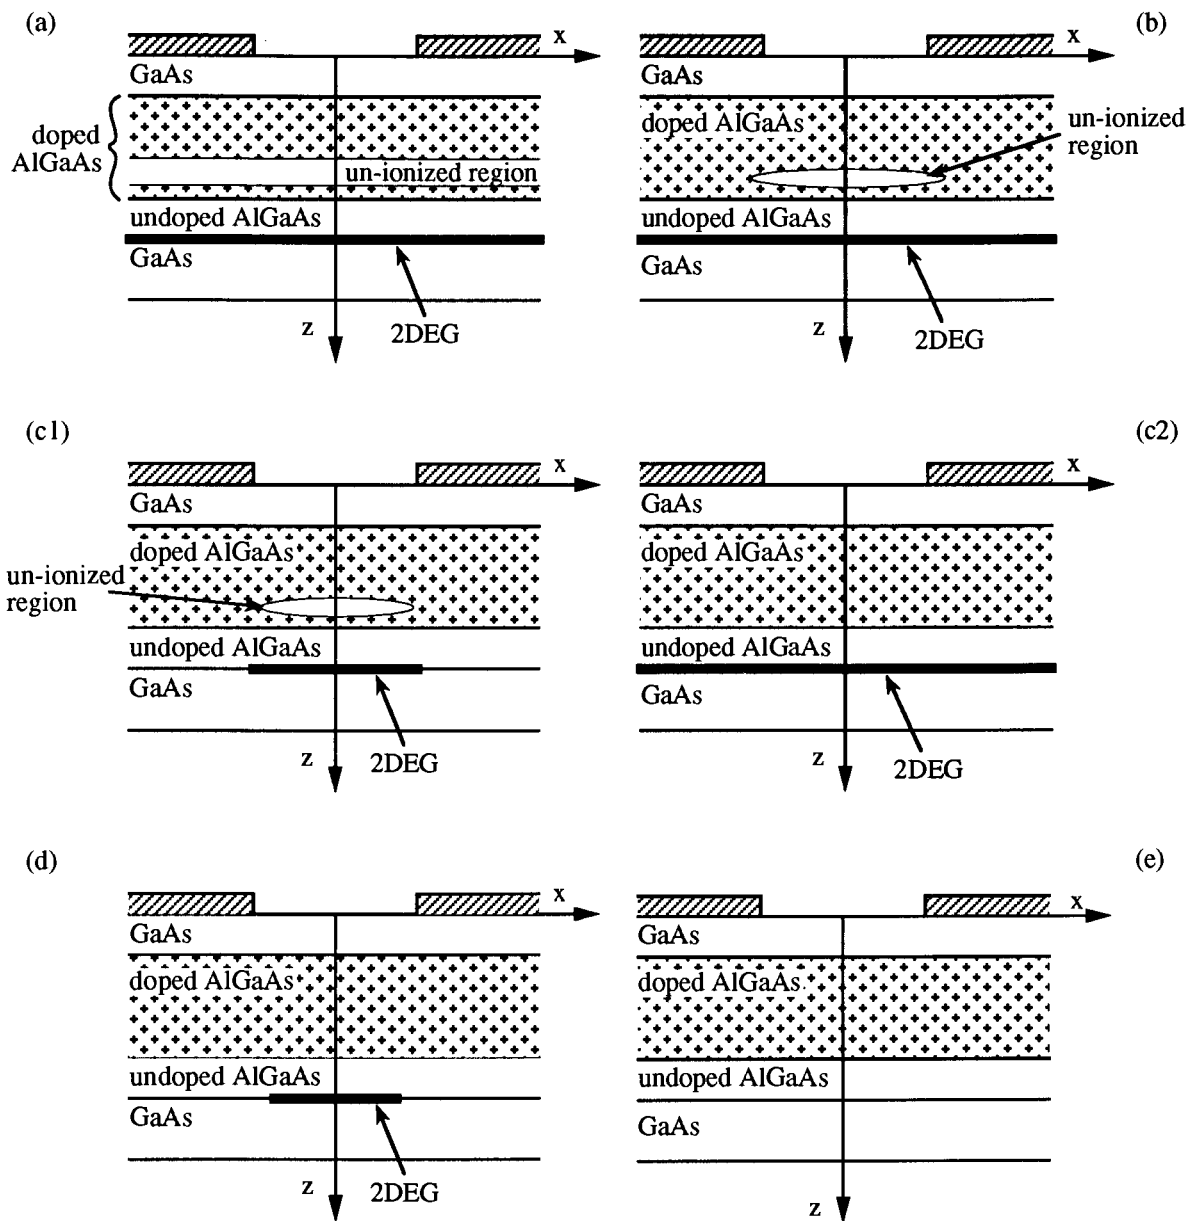 (a)
(b)
x
x
GaAs
GaAs
doped
AlGaAs
un-ionized region
doped AlGaAs
un-ionized
region
undoped AlGaAs
undoped AlGaAs
GaAs
GaAs
z
2DEG
z
2DEG
(c1)
(c2)
x
x
GaAs
GaAs
doped AlGaAs
doped AlGaAs
un-ionized
region
undoped AlGaAs
undoped AlGaAs
GaAs
GaAs
z
2DEG
z
2DEG
(d)
(e)
x
x
GaAs
GaAs
doped AlGaAs
doped AlGaAs
undoped AlGaAs
undoped AlGaAs
GaAs
GaAs
z
2DEG
z